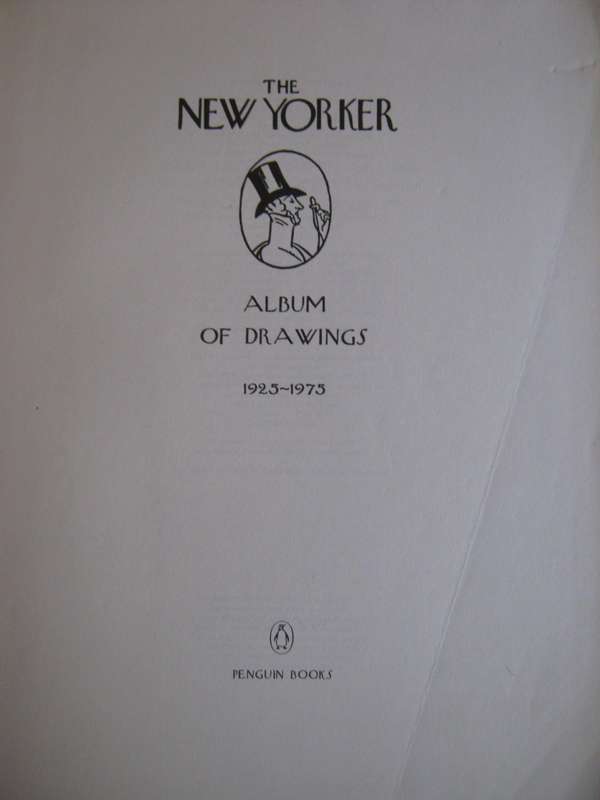 THE
NEW YORKER
ALBUM
OF DRAWINGS
1925~1975
PENGUIN BOOKS